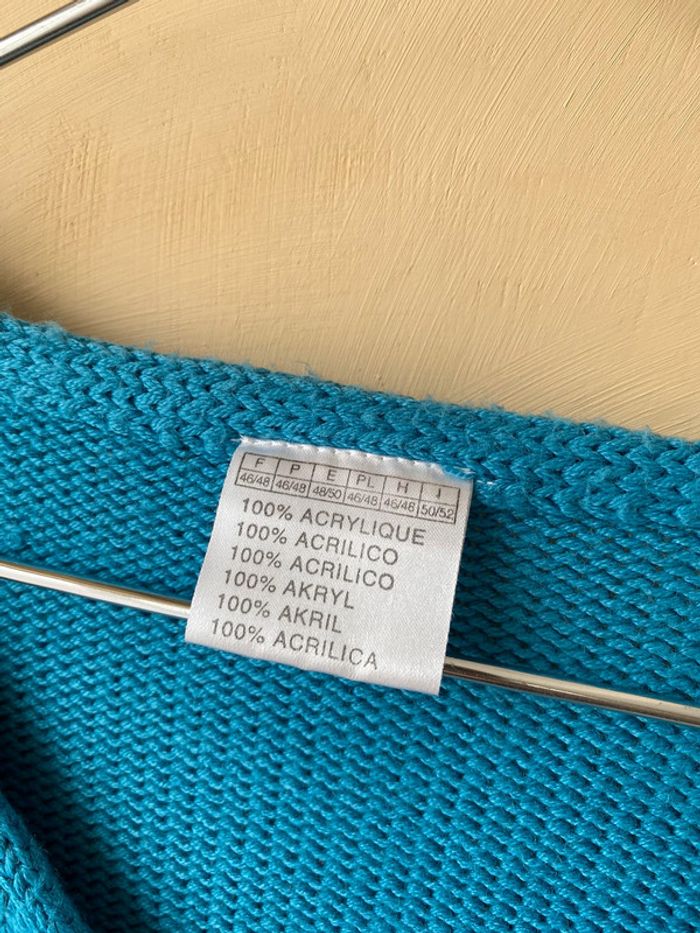 F P E PL H I
46/48 46/48 48/50 46/48 46/48 50/52
100% ACRYLIQUE
100% ACRILICO
100% ACRILICO
100% AKRYL
100% AKRIL
100% ACRILICA